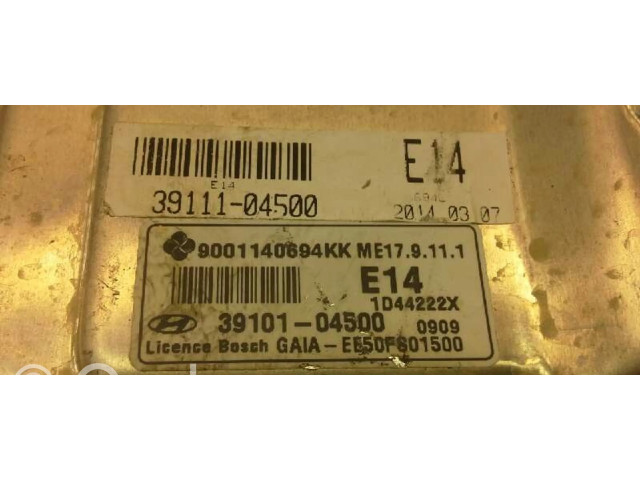 E14
E14
39111-04500
2014.03.07
9001140694KK ME17.9.11.1
E14
1D44222X
39101-04500 0909
Licence Bosch GAIA-EE50FS01500